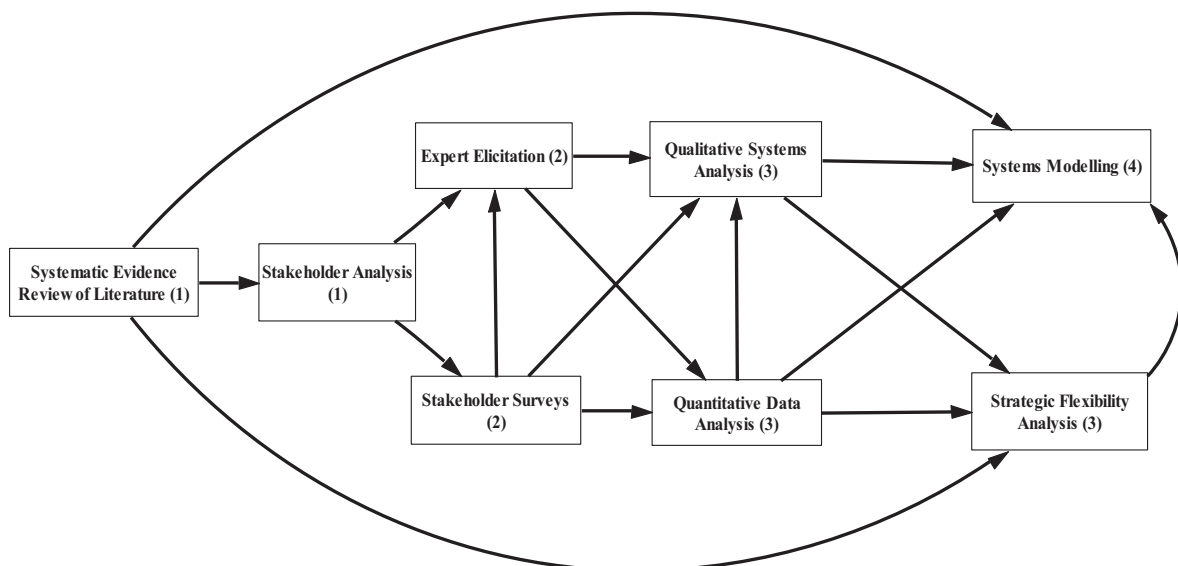 Expert Elicitation (2)
Qualitative Systems
Analysis (3)
Systems Modelling (4)
Systematic Evidence
Review of Literature (1)
Stakeholder Analysis
(1)
Stakeholder Surveys
(2)
Quantitative Data
Analysis (3)
Strategic Flexibility
Analysis (3)